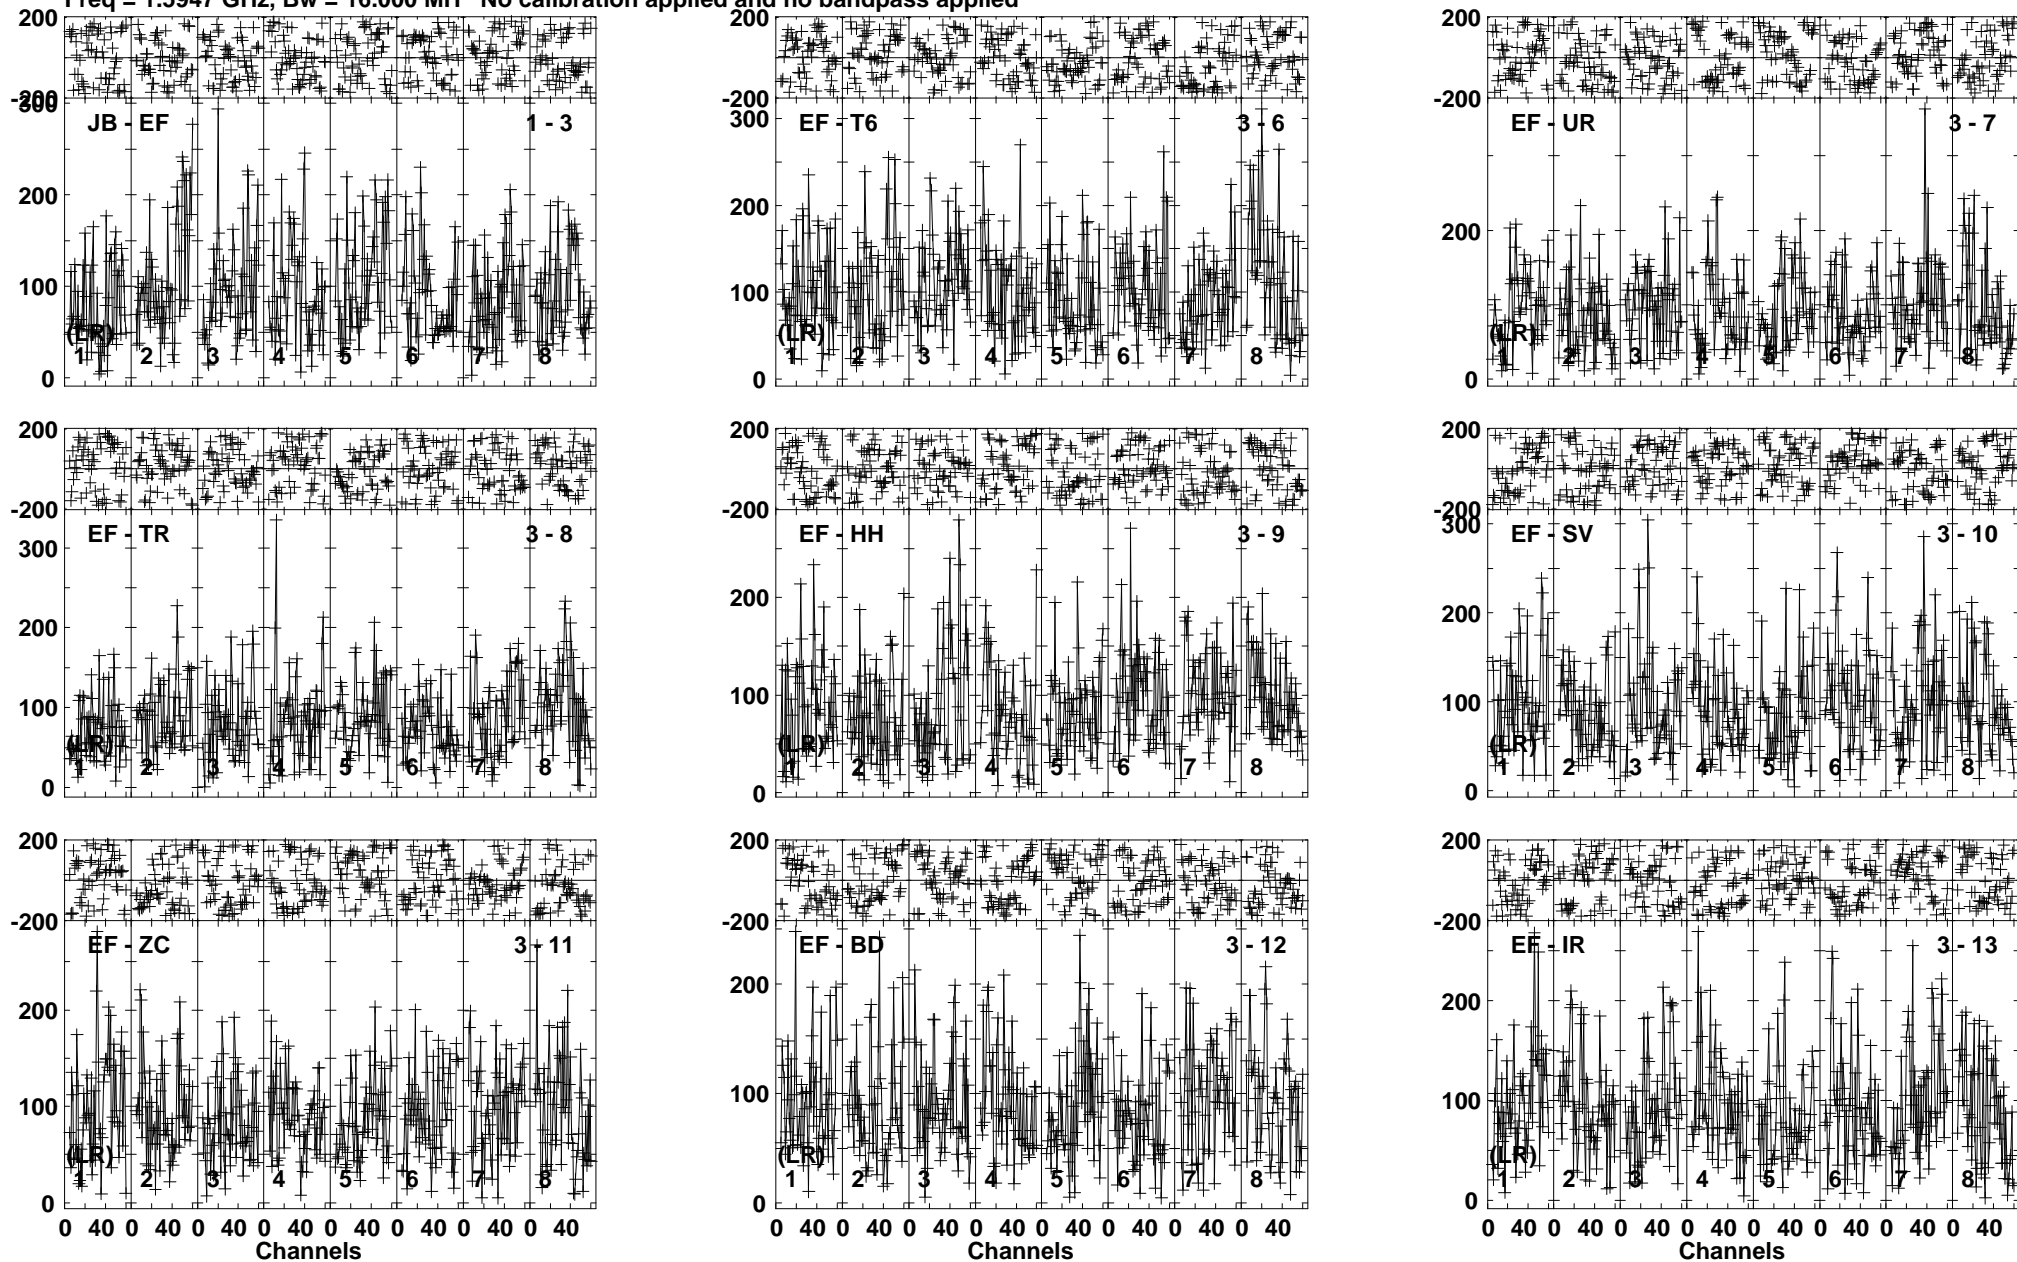 Freq = 1.5947 GHz, Bw = 16.000 MH No calibration applied and no bandpass applied
200 200 200
-200 -200 -200
300 300
JB - EF 1 - 3 EF - T6 3 - 6 EF - UR 3 - 7
200 200 200
100 100
(LR) (LR) (LR)
1 2 3 4 5 6 7 8 1 2 3 4 5 6 7 8 1 2 3 4 5 6 7 8
0 0 0
200 200 200
-200 -200 -200
300 300
EF - TR 3 - 8 EF - HH 3 - 9 EF - SV 3 - 10
200 200 200
100 100 100
(LR) (LR) (LR)
1 2 3 4 5 6 7 8 1 2 3 4 5 6 7 8 1 2 3 4 5 6 7 8
0 0 0
200 200 200
-200 -200 -200
EF - ZC 3 - 11 EF - BD 3 - 12 EF - IR 3 - 13
200 200 200
100 100 100
(LR) (LR) (LR)
1 2 3 4 5 6 7 8 1 2 3 4 5 6 7 8 1 2 3 4 5 6 7 8
0 0 0
0 40 0 40 0 40 0 40 0 40 0 40 0 40 0 40 0 40 0 40 0 40 0 40 0 40 0 40 0 40 0 40 0 40 0 40 0 40 0 40 0 40 0 40 0 40 0 40
Channels Channels Channels